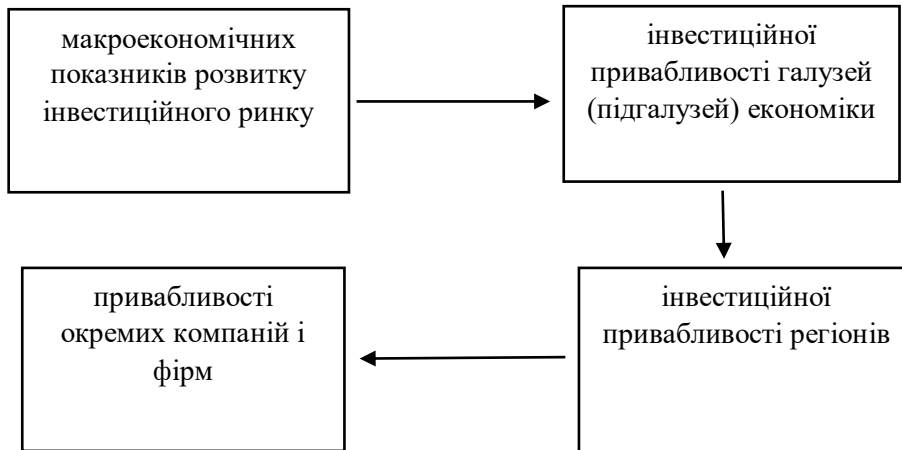 макроекономічних
показників розвитку
інвестиційного ринку
інвестиційної
привабливості галузей
(підгалузей) економіки
привабливості
окремих компаній і
фірм
інвестиційної
привабливості регіонів